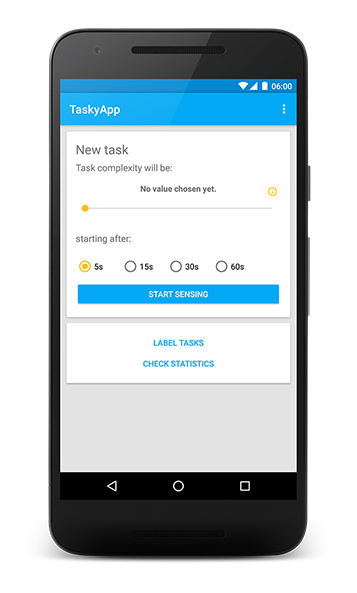 06:00
TaskyApp
New task
Task complexity will be:
No value chosen yet.
starting after:
5s 15s 30s 60s
START SENSING
LABEL TASKS
CHECK STATISTICS